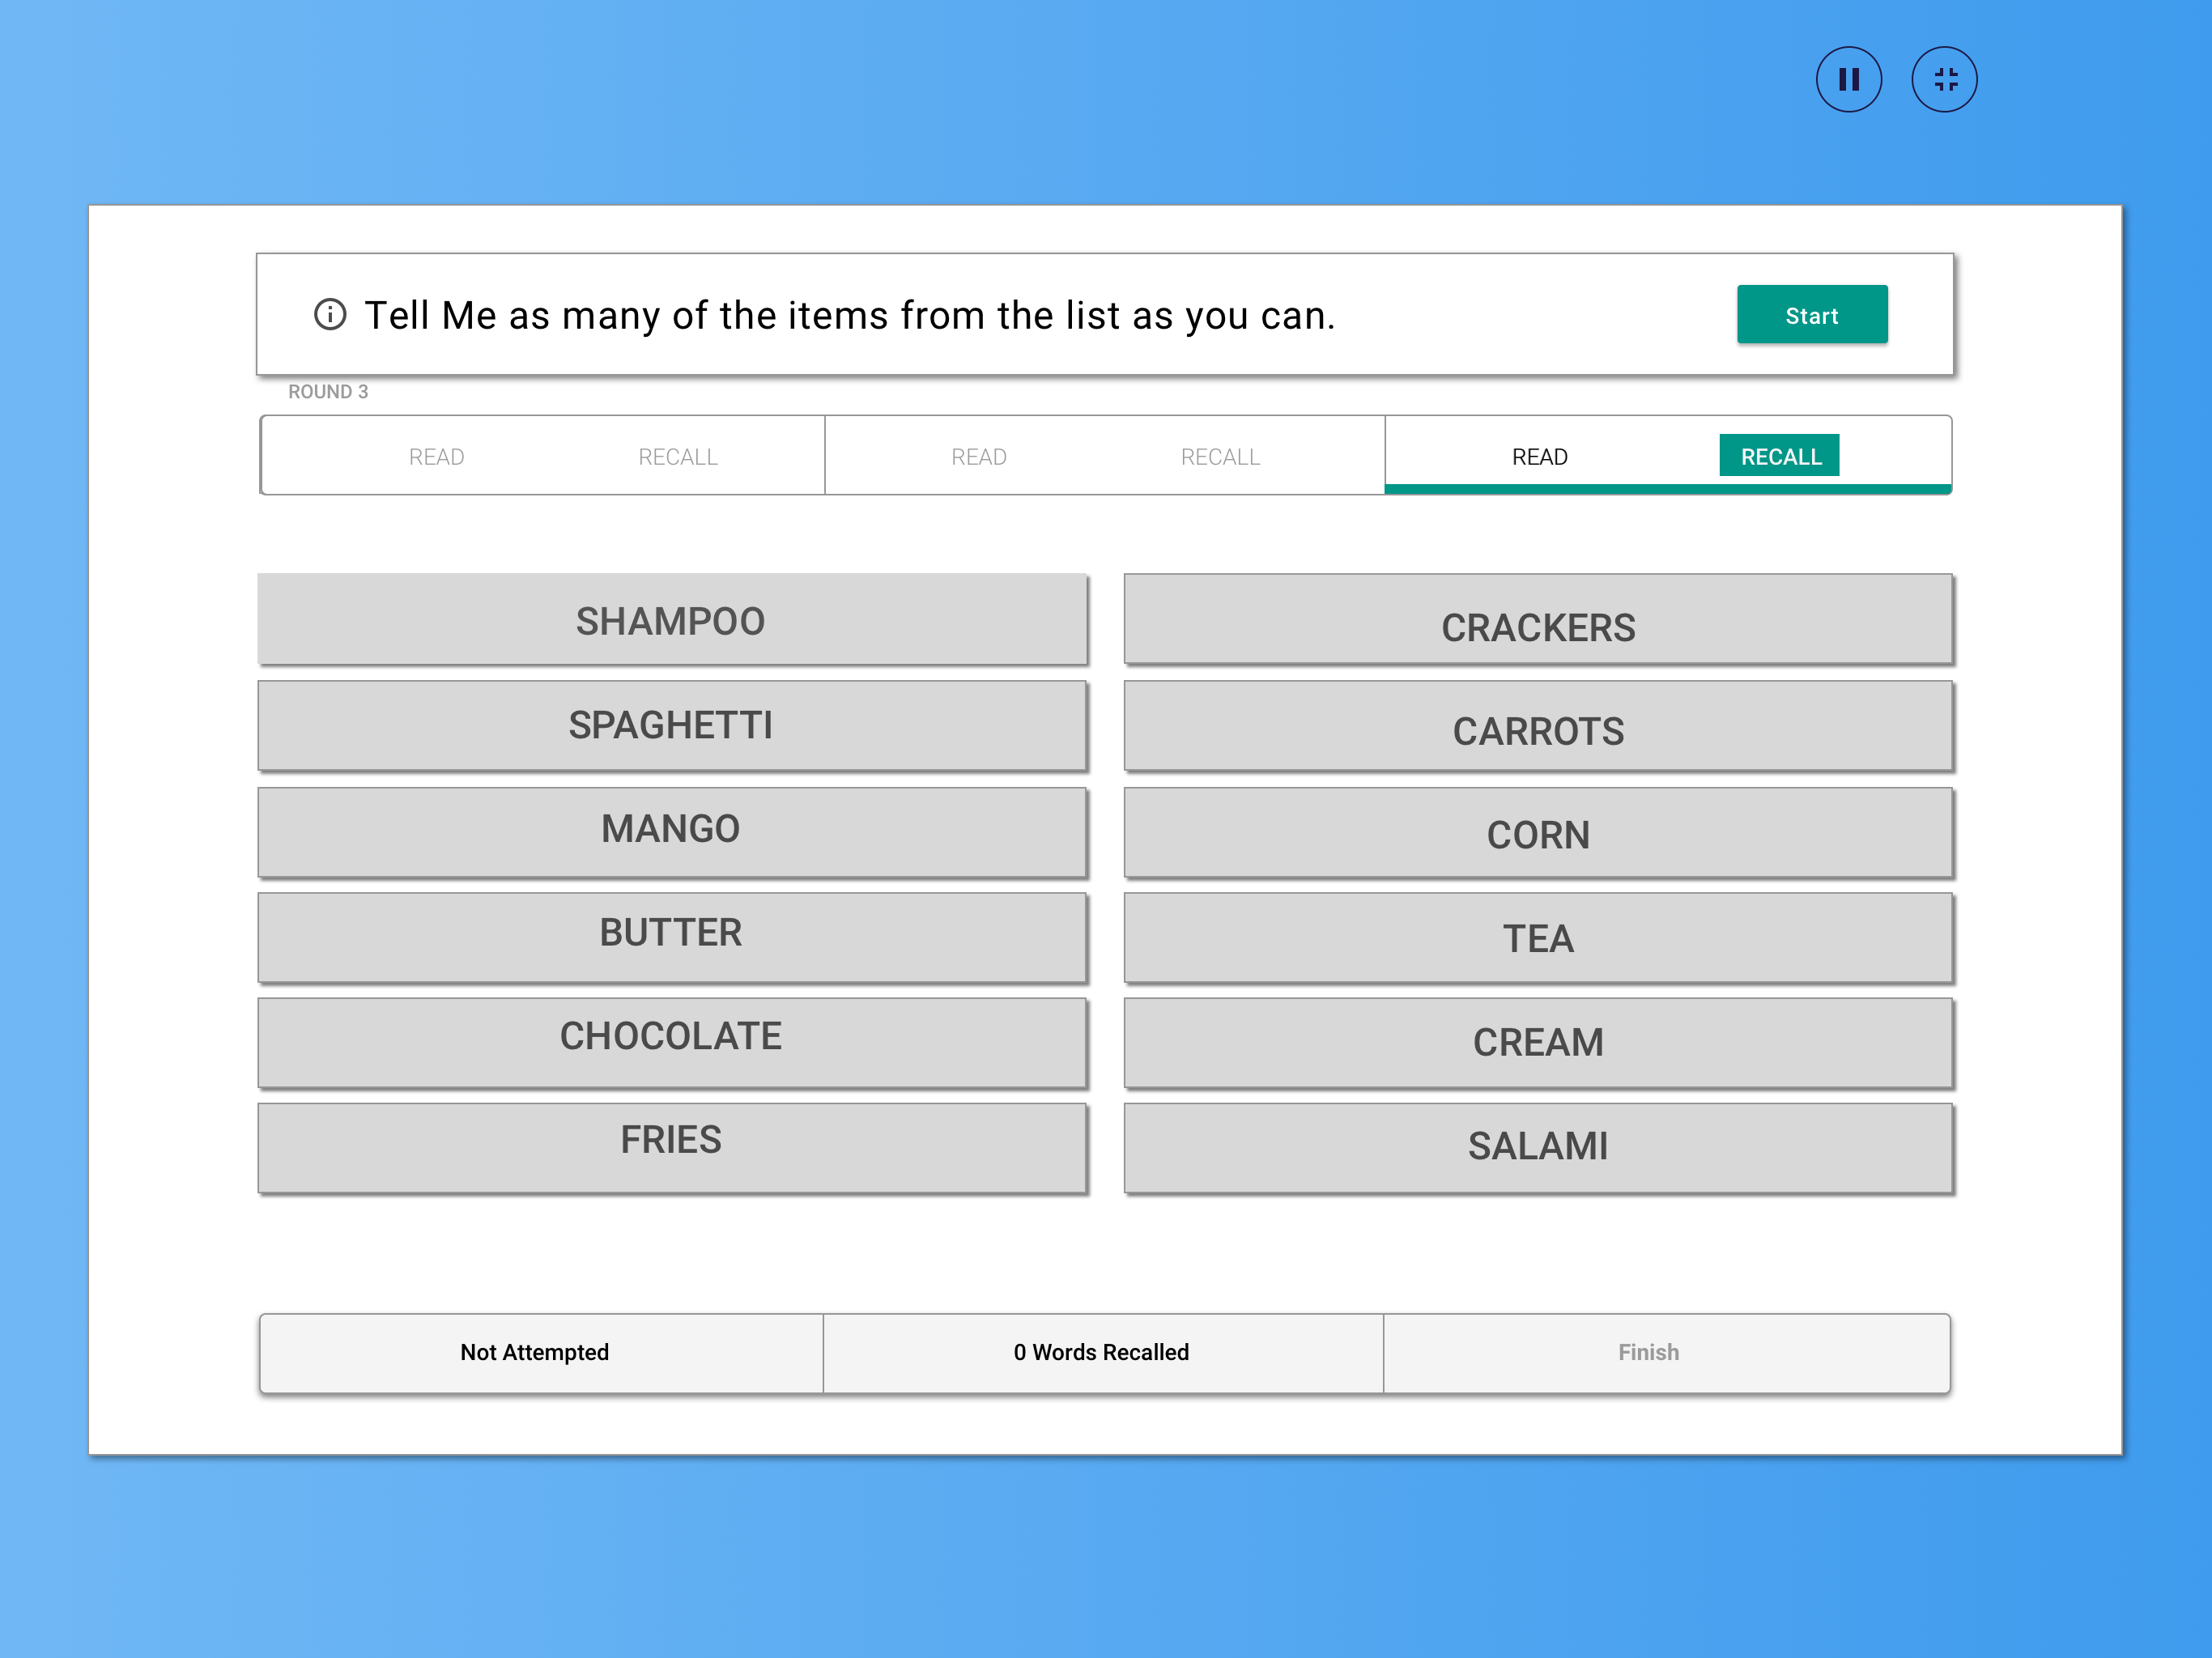 Tell Me as many of the items from the list as you can.
Start
ROUND 3
READ RECALL READ RECALL READ RECALL
SHAMPOO
CRACKERS
SPAGHETTI
CARROTS
MANGO
CORN
BUTTER
TEA
CHOCOLATE
CREAM
FRIES
SALAMI
Not Attempted
0 Words Recalled
Finish